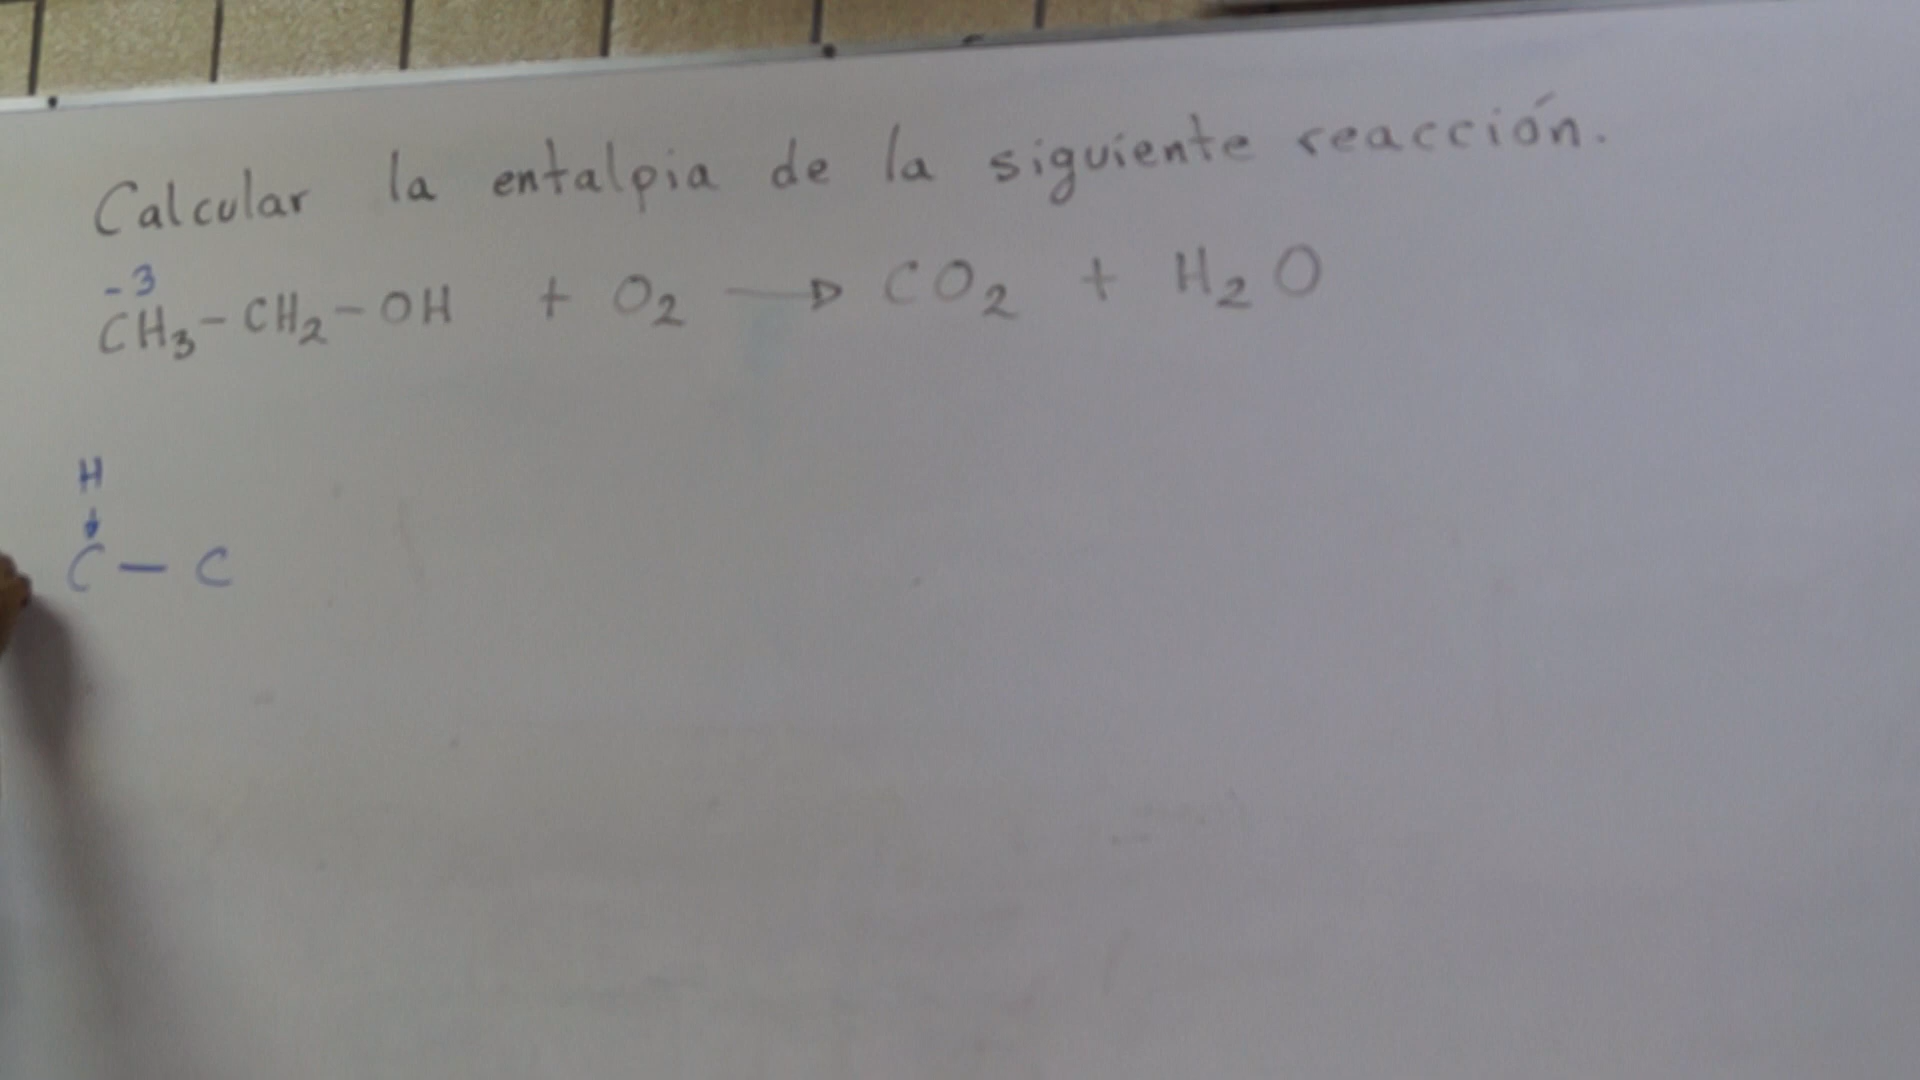 Calcular la entalpia de la siguiente reacción.
-3
CH₃-CH₂-OH + O₂ → CO₂ + H₂O
H
↓
C - C